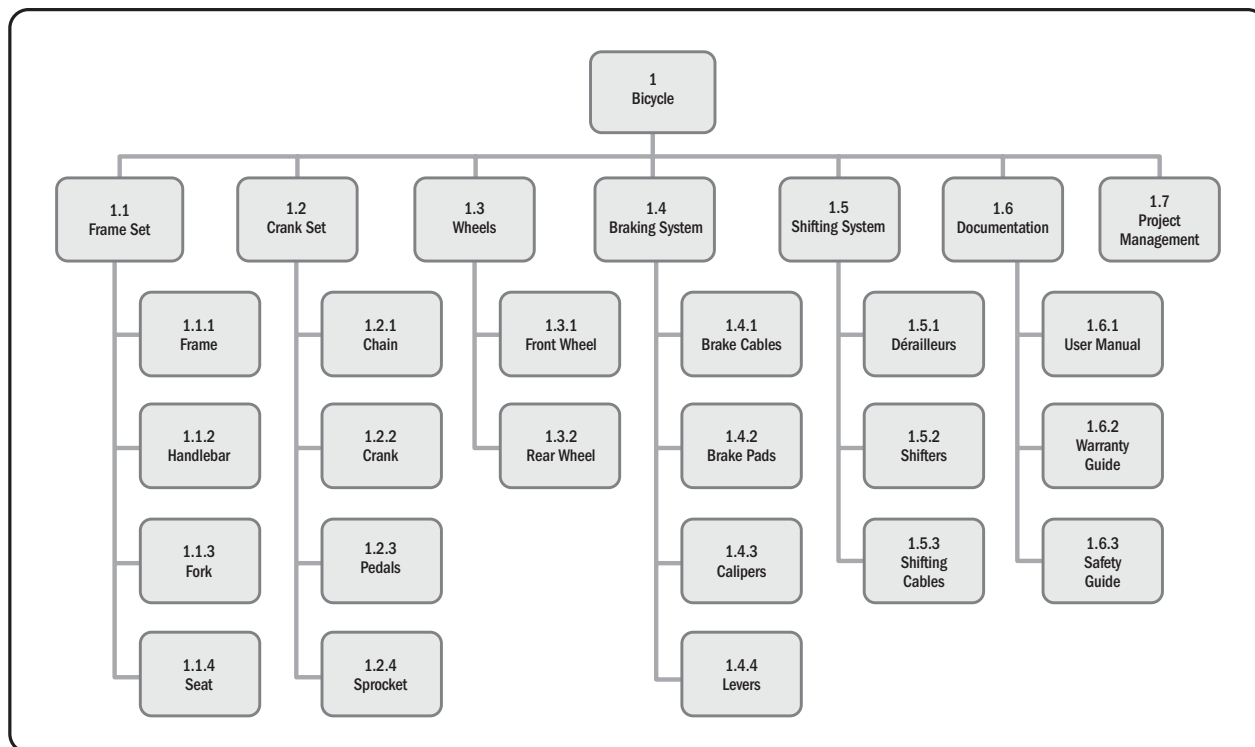 1
Bicycle
1.1
Frame Set
1.2
Crank Set
1.3
Wheels
1.4
Braking System
1.5
Shifting System
1.6
Documentation
1.7
Project
Management
1.1.1
Frame
1.2.1
Chain
1.3.1
Front Wheel
1.4.1
Brake Cables
1.5.1
Dérailleurs
1.6.1
User Manual
1.1.2
Handlebar
1.2.2
Crank
1.3.2
Rear Wheel
1.4.2
Brake Pads
1.5.2
Shifters
1.6.2
Warranty
Guide
1.1.3
Fork
1.2.3
Pedals
1.4.3
Calipers
1.5.3
Shifting
Cables
1.6.3
Safety
Guide
1.1.4
Seat
1.2.4
Sprocket
1.4.4
Levers